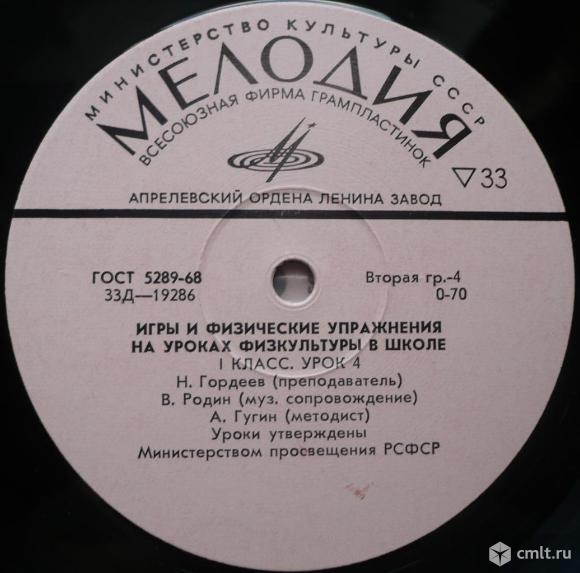 МИНИСТЕРСТВО КУЛЬТУРЫ СССР
МЕЛОДИЯ
ВСЕСОЮЗНАЯ ФИРМА ГРАМПЛАСТИНОК
▽33
АПРЕЛЕВСКИЙ ОРДЕНА ЛЕНИНА ЗАВОД
ГОСТ 5289-68 Вторая гр.-4
33Д—19286 0-70
ИГРЫ И ФИЗИЧЕСКИЕ УПРАЖНЕНИЯ
НА УРОКАХ ФИЗКУЛЬТУРЫ В ШКОЛЕ
I КЛАСС. УРОК 4
Н. Гордеев (преподаватель)
В. Родин (муз. сопровождение)
А. Гугин (методист)
Уроки утверждены
Министерством просвещения РСФСР
cmlt.ru